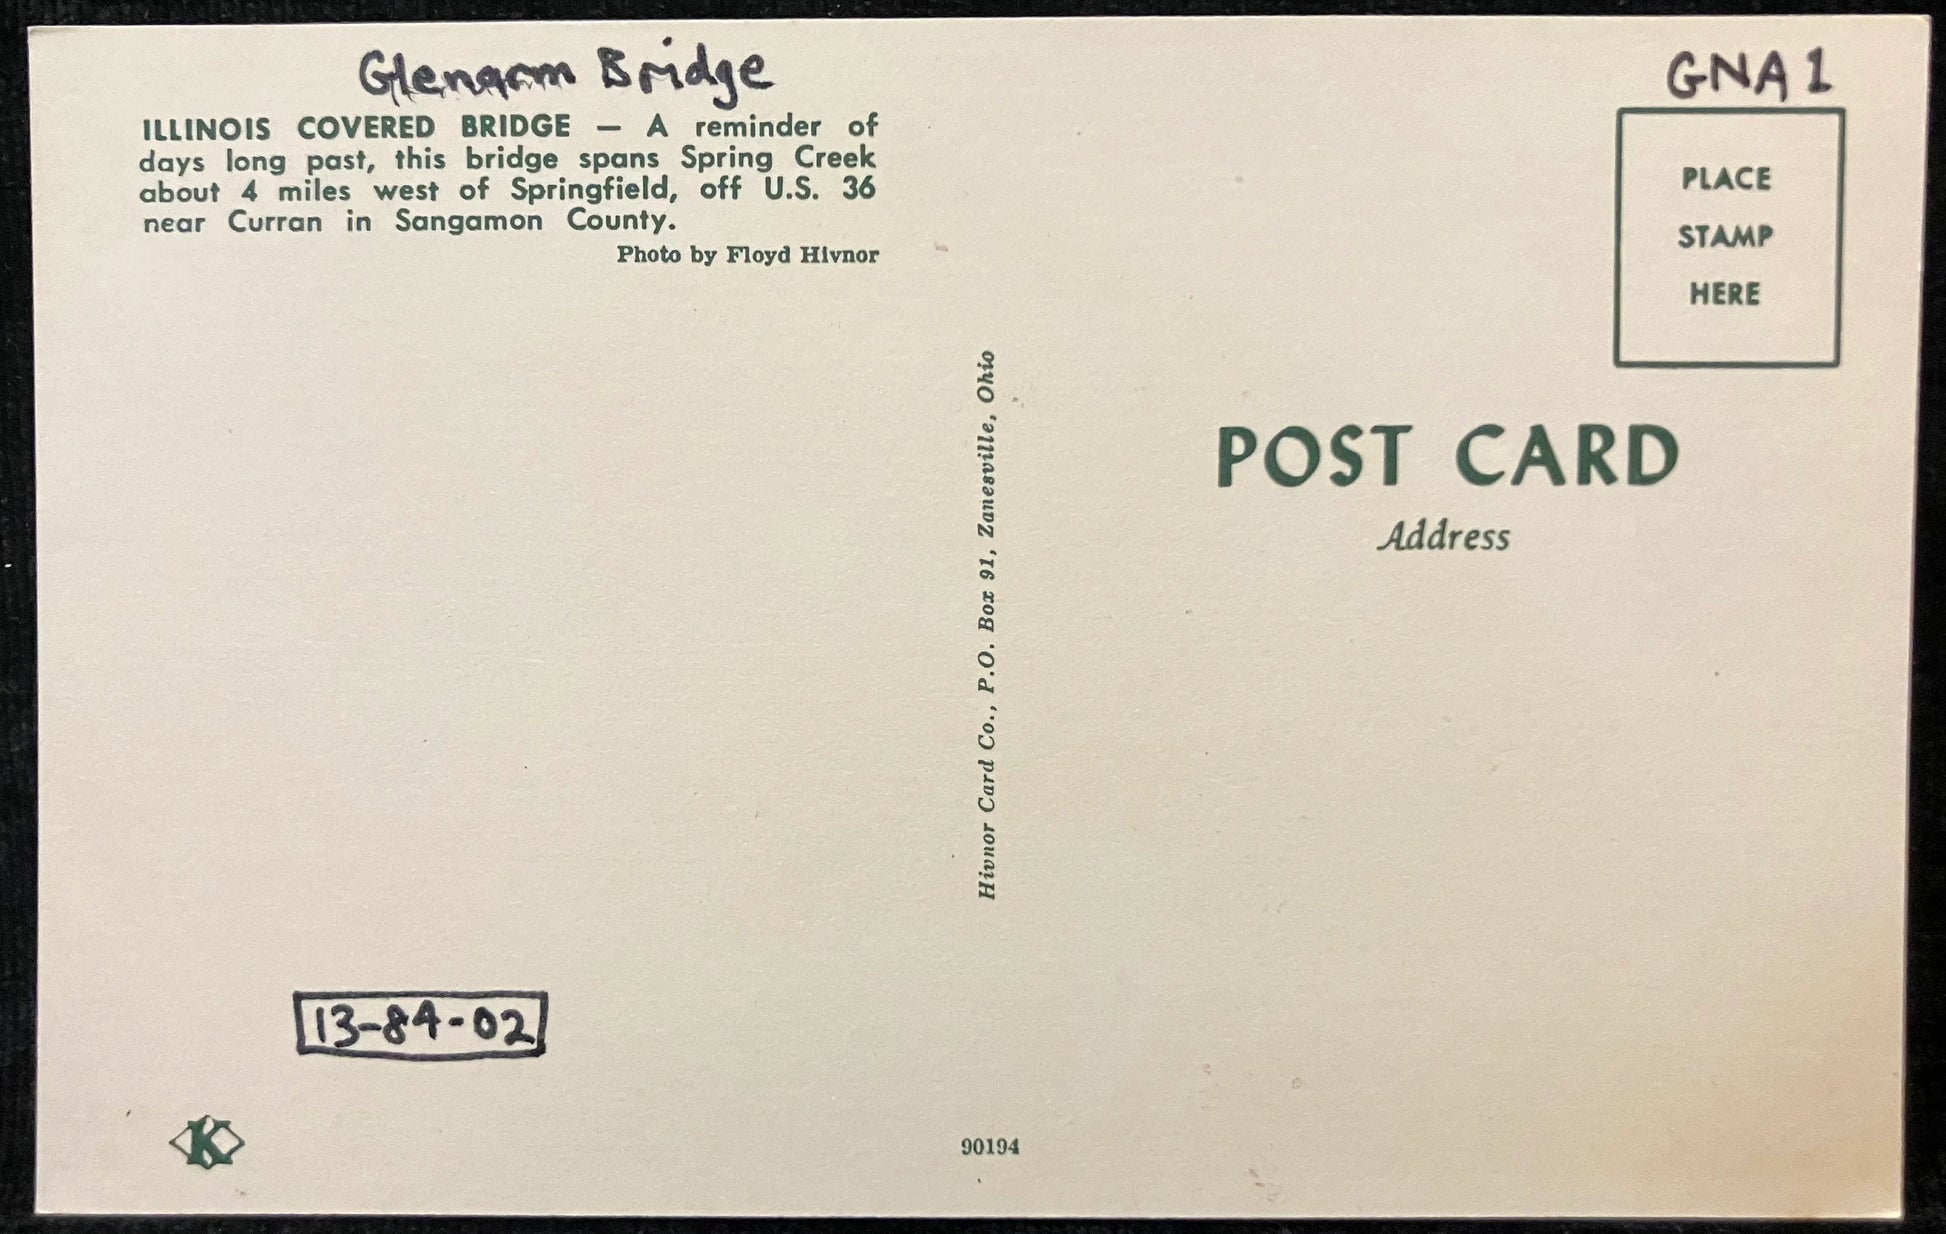 Glenarm Bridge
GNA1
ILLINOIS COVERED BRIDGE — A reminder of
days long past, this bridge spans Spring Creek
about 4 miles west of Springfield, off U.S. 36
near Curran in Sangamon County.
Photo by Floyd Hivnor
PLACE
STAMP
HERE
Hivnor Card Co., P.O. Box 91, Zanesville, Ohio
POST CARD
Address
13-84-02
K
90194